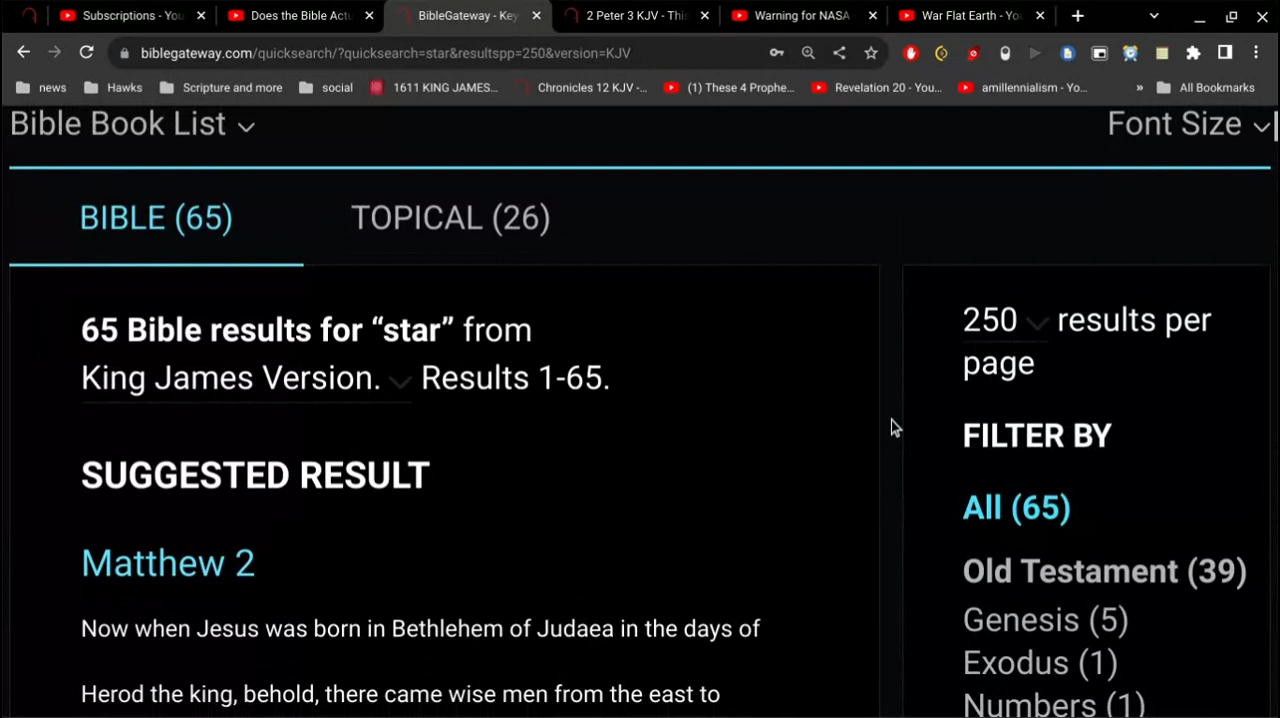 Subscriptions - You
Does the Bible Actu
BibleGateway - Key
2 Peter 3 KJV - This
Warning for NASA
War Flat Earth - You
biblegateway.com/quicksearch/?quicksearch=star&resultspp=250&version=KJV
news
Hawks
Scripture and more
social
1611 KING JAMES...
Chronicles 12 KJV -...
(1) These 4 Prophe...
Revelation 20 - You...
amillennialism - Yo...
»
All Bookmarks
Bible Book List
Font Size
BIBLE (65)
TOPICAL (26)
65 Bible results for “star” from
King James Version. Results 1-65.
SUGGESTED RESULT
Matthew 2
Now when Jesus was born in Bethlehem of Judaea in the days of
Herod the king, behold, there came wise men from the east to
250 results per
page
FILTER BY
All (65)
Old Testament (39)
Genesis (5)
Exodus (1)
Numbers (1)